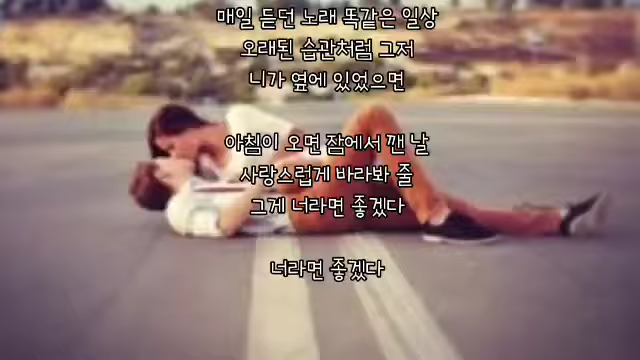 매일 듣던 노래 똑같은 일상
오래된 습관처럼 그저
니가 옆에 있었으면
아침이 오면 잠에서 깬 날
사랑스럽게 바라봐 줄
그게 너라면 좋겠다
너라면 좋겠다